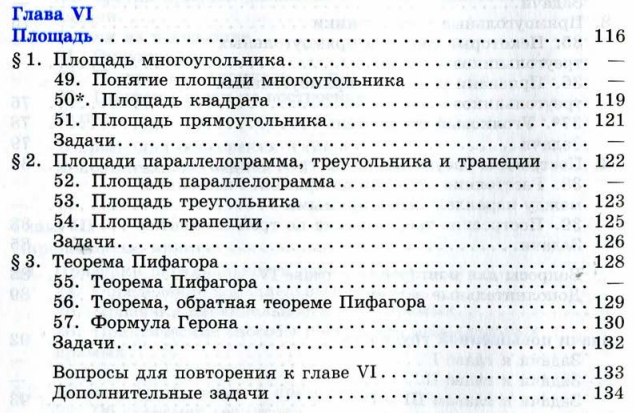 Глава VI
Площадь ........ 116
§ 1. Площадь многоугольника ........ —
49. Понятие площади многоугольника ........ —
50*. Площадь квадрата ........ 119
51. Площадь прямоугольника ........ 121
Задачи ........ —
§ 2. Площади параллелограмма, треугольника и трапеции ........ 122
52. Площадь параллелограмма ........ —
53. Площадь треугольника ........ 123
54 Площадь трапеции ........ 125
Задачи ........ 126
§ 3. Теорема Пифагора ........ 128
55. Теорема Пифагора ........ —
56. Теорема, обратная теореме Пифагора ........ 129
57 Формула Герона ........ 130
Задачи ........ 132
Вопросы для повторения к главе VI ........ 133
Дополнительные задачи ........ 134